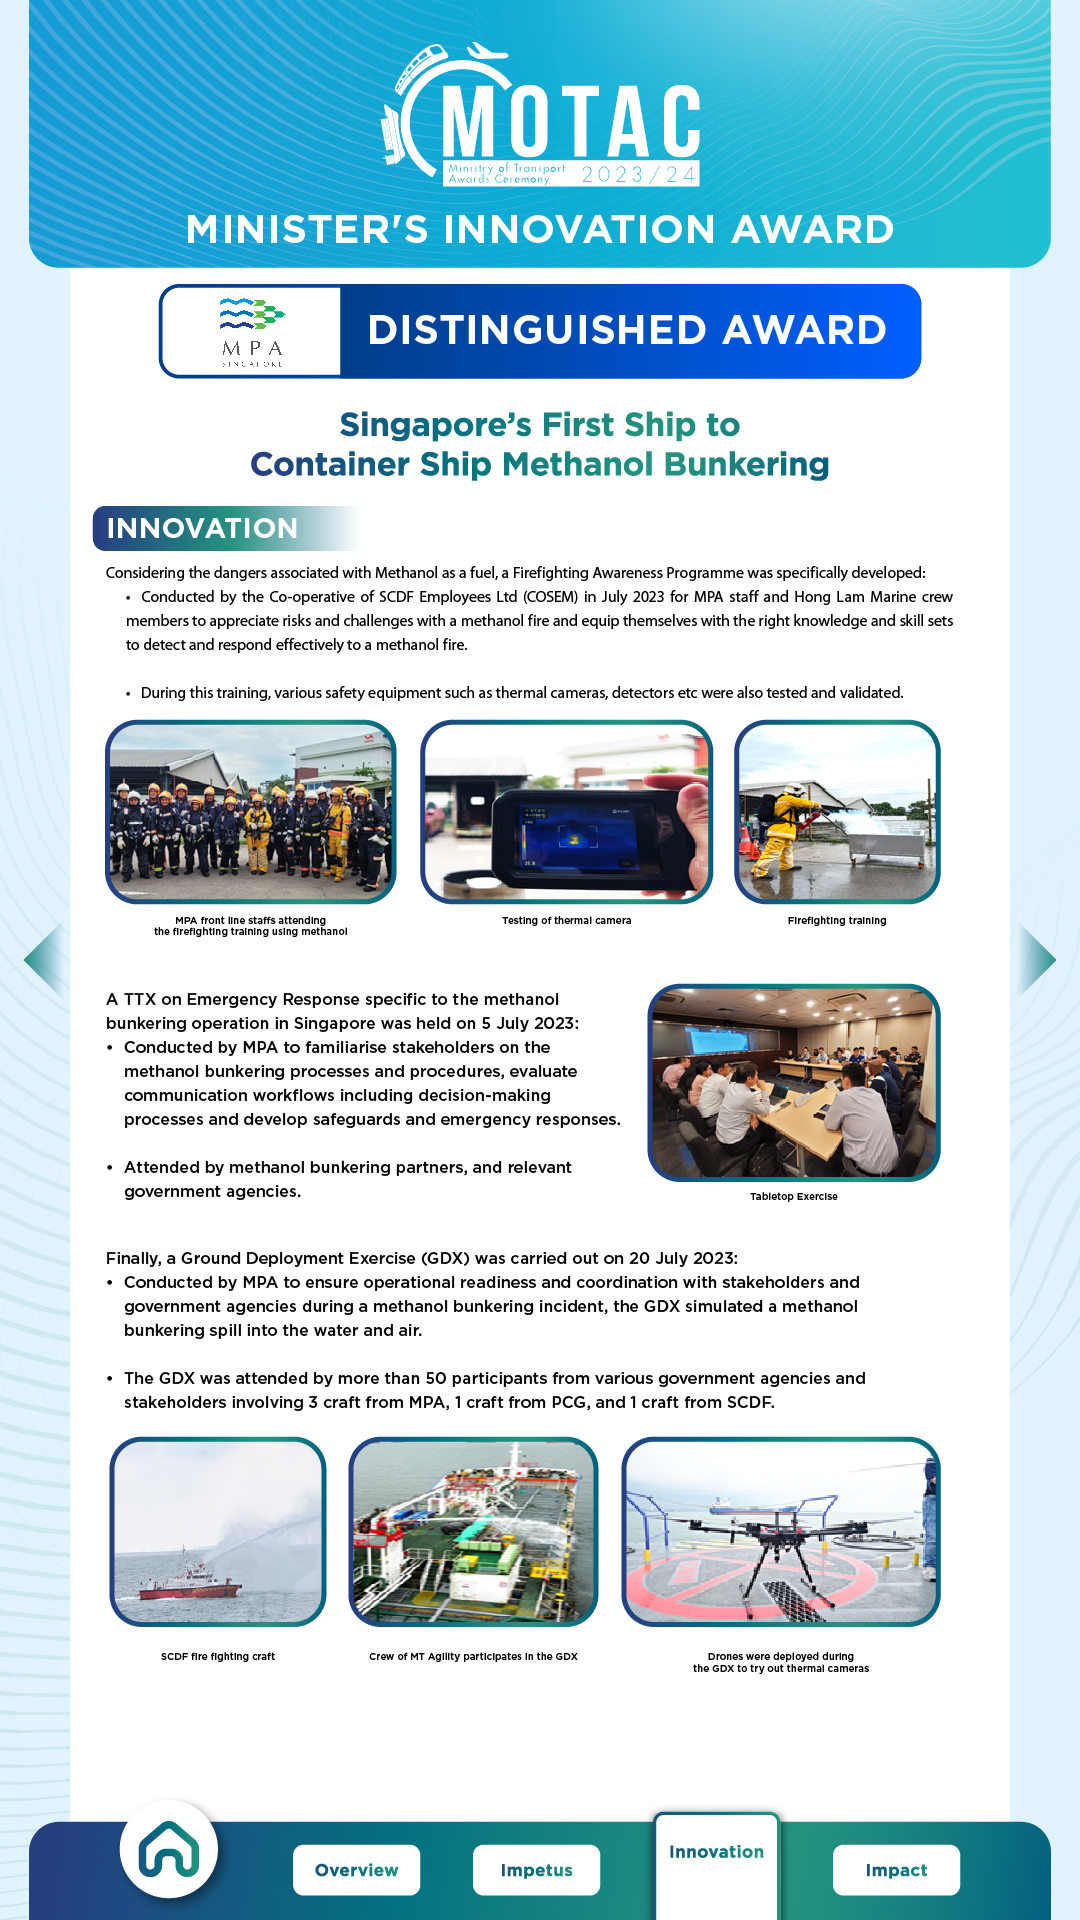 MOTAC
Ministry of Transport
Awards Ceremony
2023/24
MINISTER'S INNOVATION AWARD
MPA
SINGAPORE
DISTINGUISHED AWARD
Singapore’s First Ship to
Container Ship Methanol Bunkering
INNOVATION
Considering the dangers associated with Methanol as a fuel, a Firefighting Awareness Programme was specifically developed:
• Conducted by the Co-operative of SCDF Employees Ltd (COSEM) in July 2023 for MPA staff and Hong Lam Marine crew
members to appreciate risks and challenges with a methanol fire and equip themselves with the right knowledge and skill sets
to detect and respond effectively to a methanol fire.
• During this training, various safety equipment such as thermal cameras, detectors etc were also tested and validated.
MPA front line staffs attending
the firefighting training using methanol
Testing of thermal camera
Firefighting training
A TTX on Emergency Response specific to the methanol
bunkering operation in Singapore was held on 5 July 2023:
• Conducted by MPA to familiarise stakeholders on the
methanol bunkering processes and procedures, evaluate
communication workflows including decision-making
processes and develop safeguards and emergency responses.
• Attended by methanol bunkering partners, and relevant
government agencies.
Tabletop Exercise
Finally, a Ground Deployment Exercise (GDX) was carried out on 20 July 2023:
• Conducted by MPA to ensure operational readiness and coordination with stakeholders and
government agencies during a methanol bunkering incident, the GDX simulated a methanol
bunkering spill into the water and air.
• The GDX was attended by more than 50 participants from various government agencies and
stakeholders involving 3 craft from MPA, 1 craft from PCG, and 1 craft from SCDF.
SCDF fire fighting craft
Crew of MT Agility participates in the GDX
Drones were deployed during
the GDX to try out thermal cameras
Overview
Impetus
Innovation
Impact